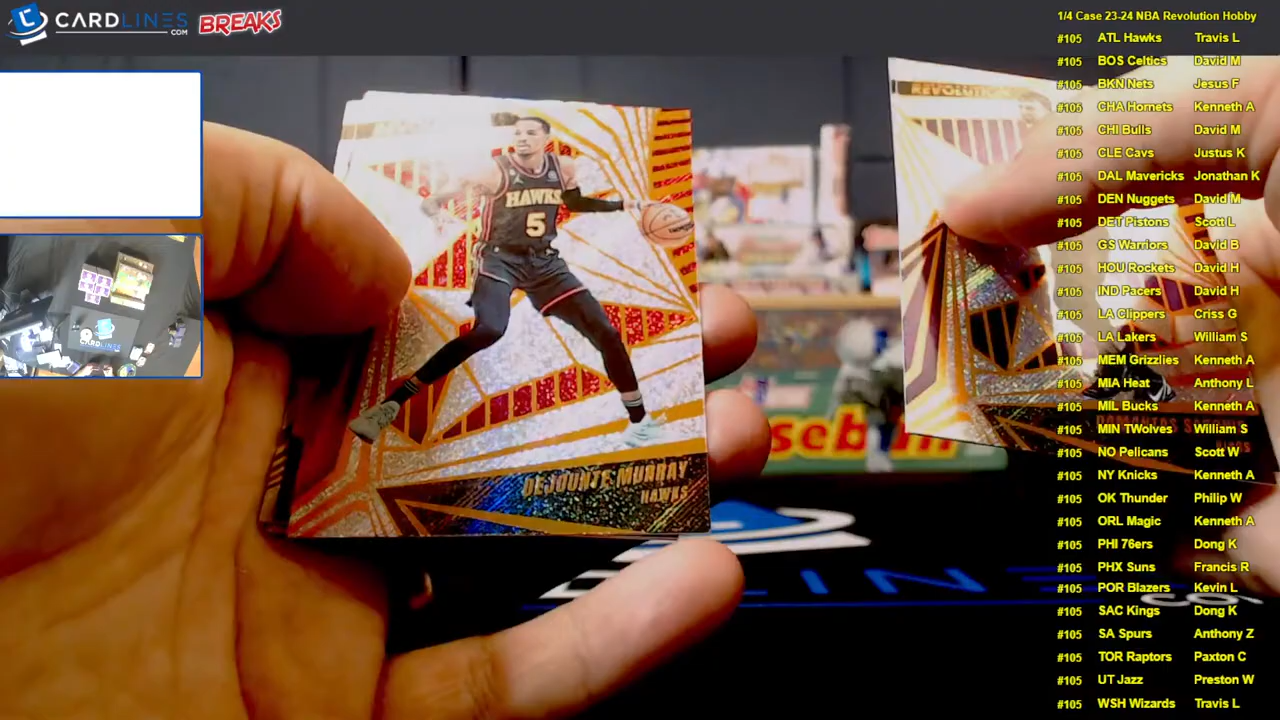 CARDLINES
.COM
BREAKS
1/4 Case 23-24 NBA Revolution Hobby
#105 ATL Hawks Travis L
#105 BOS Celtics David M
#105 BKN Nets Jesus F
#105 CHA Hornets Kenneth A
#105 CHI Bulls David M
#105 CLE Cavs Justus K
#105 DAL Mavericks Jonathan K
#105 DEN Nuggets David M
#105 DET Pistons Scott L
#105 GS Warriors David B
#105 HOU Rockets David H
#105 IND Pacers David H
#105 LA Clippers Criss G
#105 LA Lakers William S
#105 MEM Grizzlies Kenneth A
#105 MIA Heat Anthony L
#105 MIL Bucks Kenneth A
#105 MIN TWolves William S
#105 NO Pelicans Scott W
#105 NY Knicks Kenneth A
#105 OK Thunder Philip W
#105 ORL Magic Kenneth A
#105 PHI 76ers Dong K
#105 PHX Suns Francis R
#105 POR Blazers Kevin L
#105 SAC Kings Dong K
#105 SA Spurs Anthony Z
#105 TOR Raptors Paxton C
#105 UT Jazz Preston W
#105 WSH Wizards Travis L
REVOLUTION
HAWKS
5
DEJOUNTE MURRAY
HAWKS